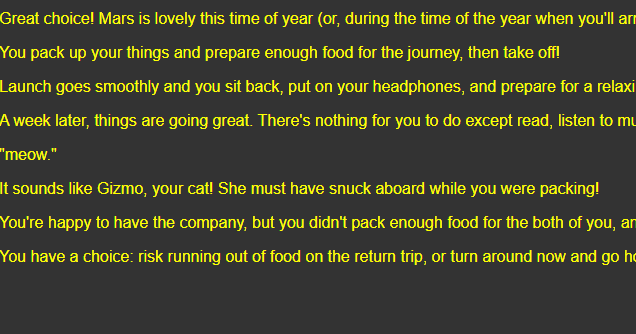 Great choice! Mars is lovely this time of year (or, during the time of the year when you'll arr
You pack up your things and prepare enough food for the journey, then take off!
Launch goes smoothly and you sit back, put on your headphones, and prepare for a relaxi
A week later, things are going great. There's nothing for you to do except read, listen to mu
"meow."
It sounds like Gizmo, your cat! She must have snuck aboard while you were packing!
You're happy to have the company, but you didn't pack enough food for the both of you, an
You have a choice: risk running out of food on the return trip, or turn around now and go ho